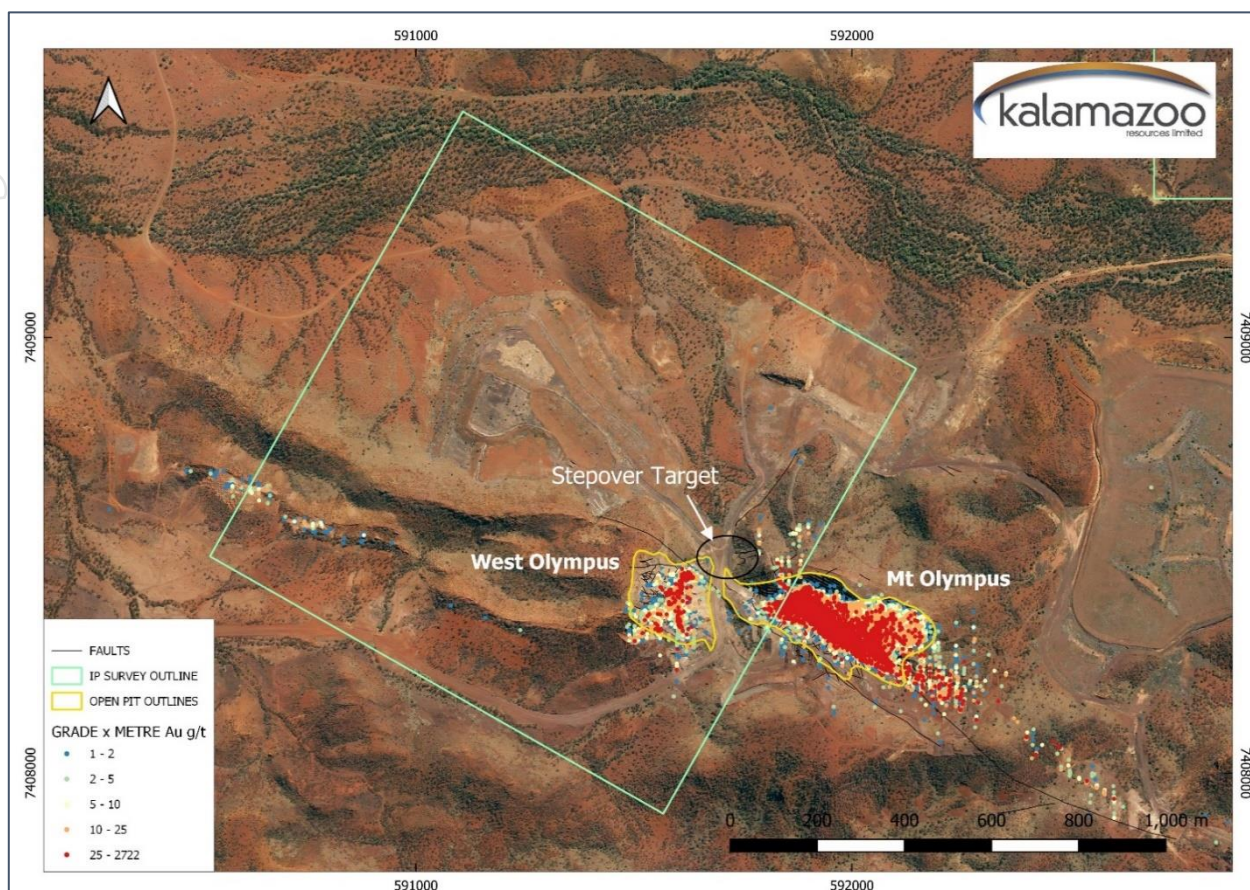 591000
592000
kalamazoo
resources limited
7409000
7409000
Stepover Target
West Olympus
Mt Olympus
FAULTS
IP SURVEY OUTLINE
OPEN PIT OUTLINES
GRADE x METRE Au g/t
1 - 2
2 - 5
5 - 10
10 - 25
25 - 2722
7408000
7408000
0
200
400
600
800
1,000 m
591000
592000